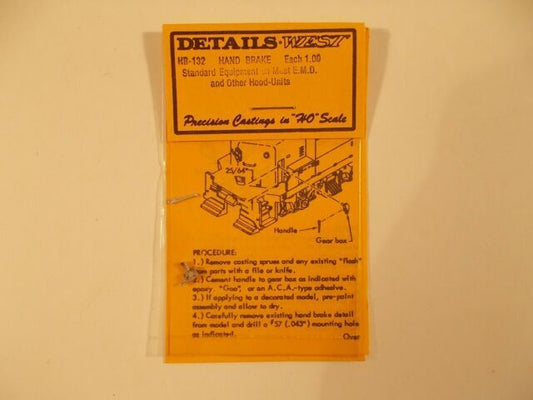 DETAILS WEST
HB-132 HAND BRAKE Each 1.00
Standard Equipment on Most E.M.D.
and Other Hood-Units
Precision Castings in "HO" Scale
25/64"
Handle
Gear box
PROCEDURE:
1.) Remove casting sprues and any existing "flash"
from parts with a file or knife.
2.) Cement handle to gear box as indicated with
epoxy, "Goo", or an A.C.A.-type adhesive.
3.) If applying to a decorated model, pre-paint
assembly and allow to dry.
4.) Carefully remove existing hand brake detail
from model and drill a #57 (.043") mounting hole
as indicated.
Over